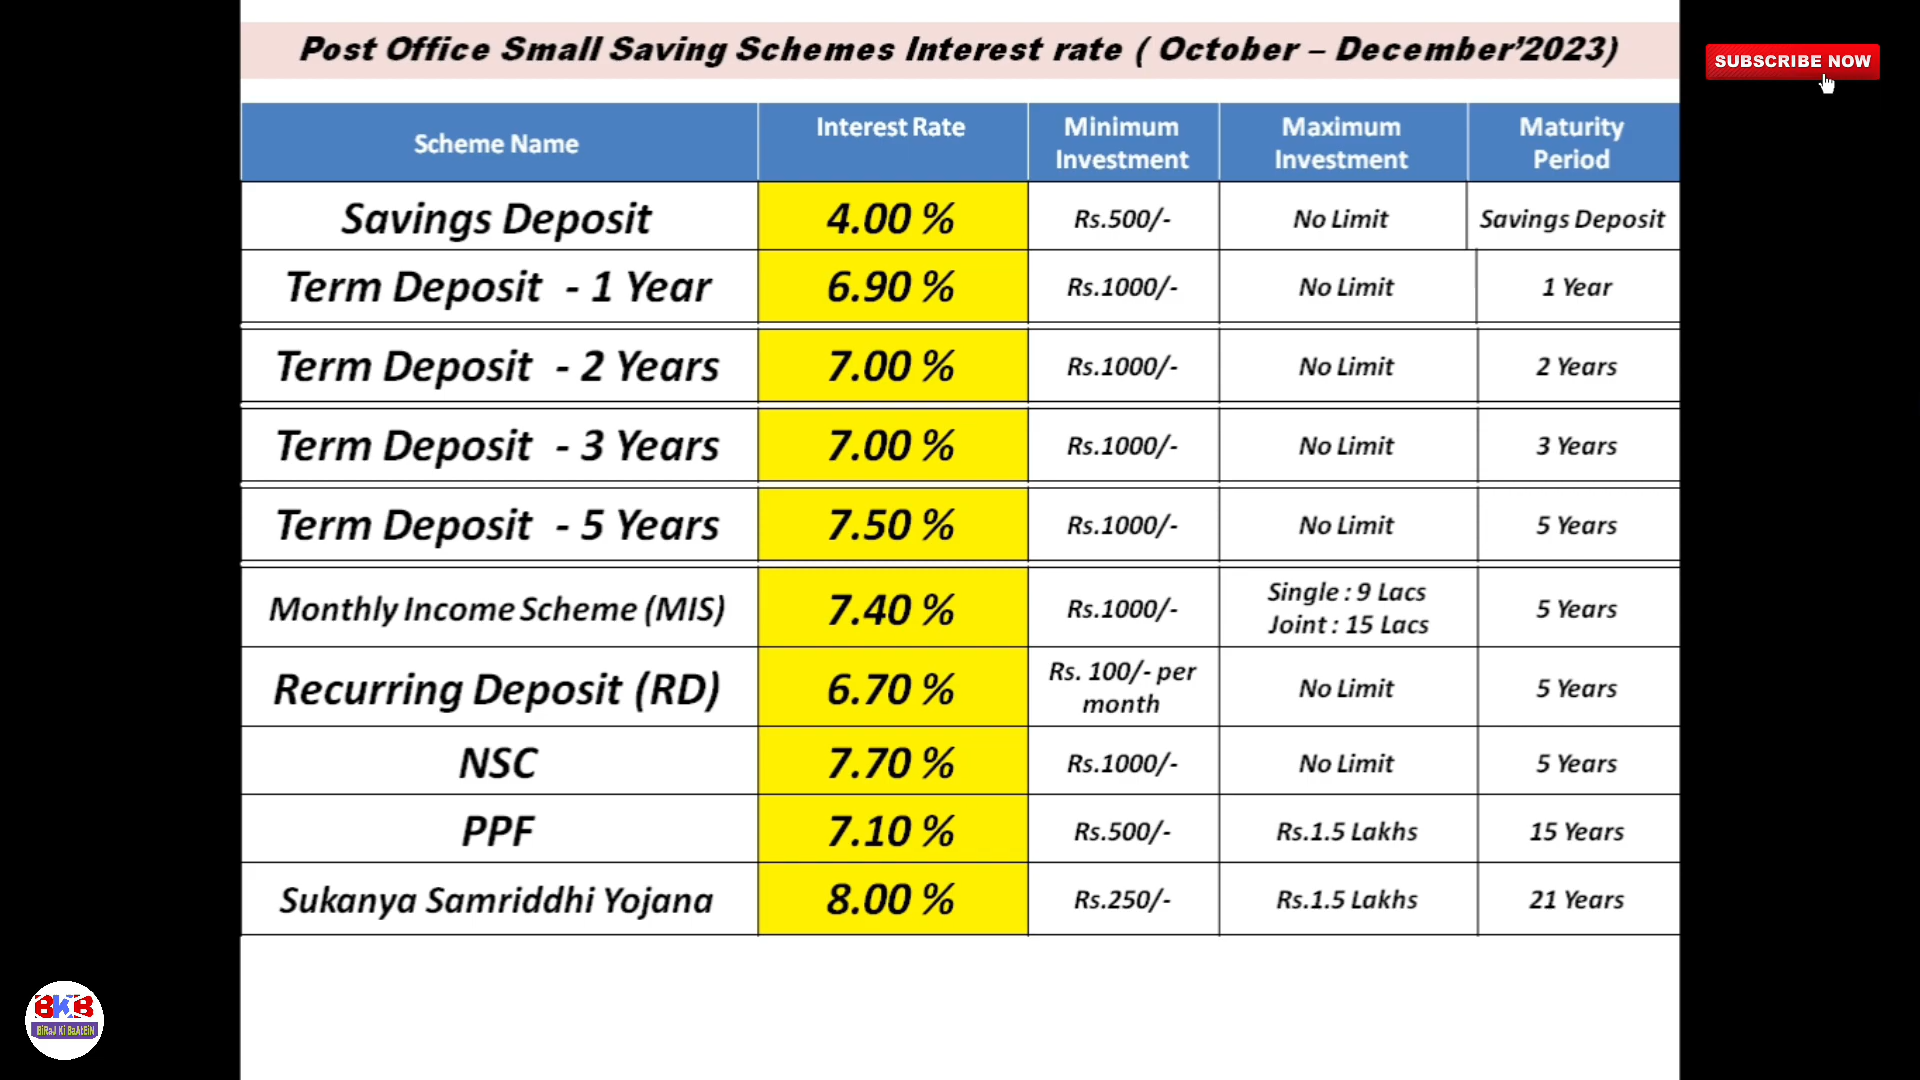 Post Office Small Saving Schemes Interest rate ( October – December’2023)
SUBSCRIBE NOW
Scheme Name Interest Rate Minimum Investment Maximum Investment Maturity Period
Savings Deposit 4.00 % Rs.500/- No Limit Savings Deposit
Term Deposit - 1 Year 6.90 % Rs.1000/- No Limit 1 Year
Term Deposit - 2 Years 7.00 % Rs.1000/- No Limit 2 Years
Term Deposit - 3 Years 7.00 % Rs.1000/- No Limit 3 Years
Term Deposit - 5 Years 7.50 % Rs.1000/- No Limit 5 Years
Monthly Income Scheme (MIS) 7.40 % Rs.1000/- Single : 9 Lacs Joint : 15 Lacs 5 Years
Recurring Deposit (RD) 6.70 % Rs. 100/- per month No Limit 5 Years
NSC 7.70 % Rs.1000/- No Limit 5 Years
PPF 7.10 % Rs.500/- Rs.1.5 Lakhs 15 Years
Sukanya Samriddhi Yojana 8.00 % Rs.250/- Rs.1.5 Lakhs 21 Years
BKB
BiRaJ Ki BaAtEiN